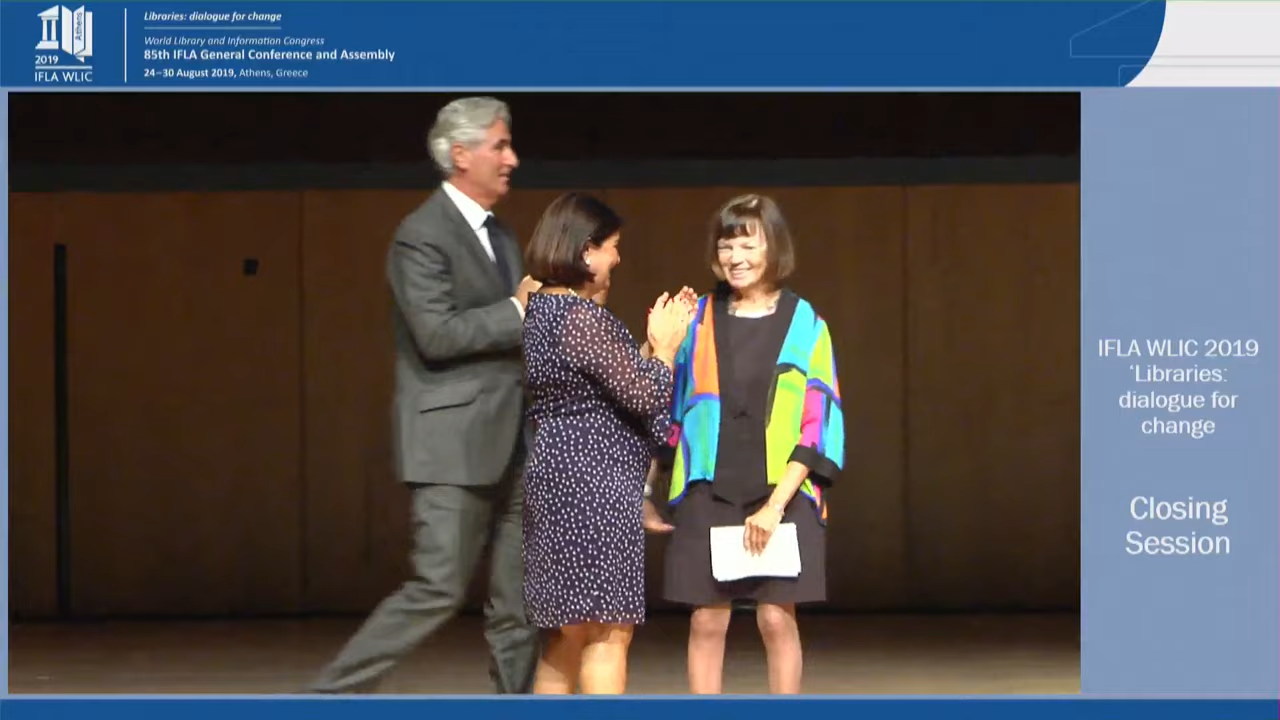 Libraries: dialogue for change
World Library and Information Congress
85th IFLA General Conference and Assembly
24–30 August 2019, Athens, Greece
Athens
2019
IFLA WLIC
IFLA WLIC 2019
‘Libraries:
dialogue for
change
Closing
Session